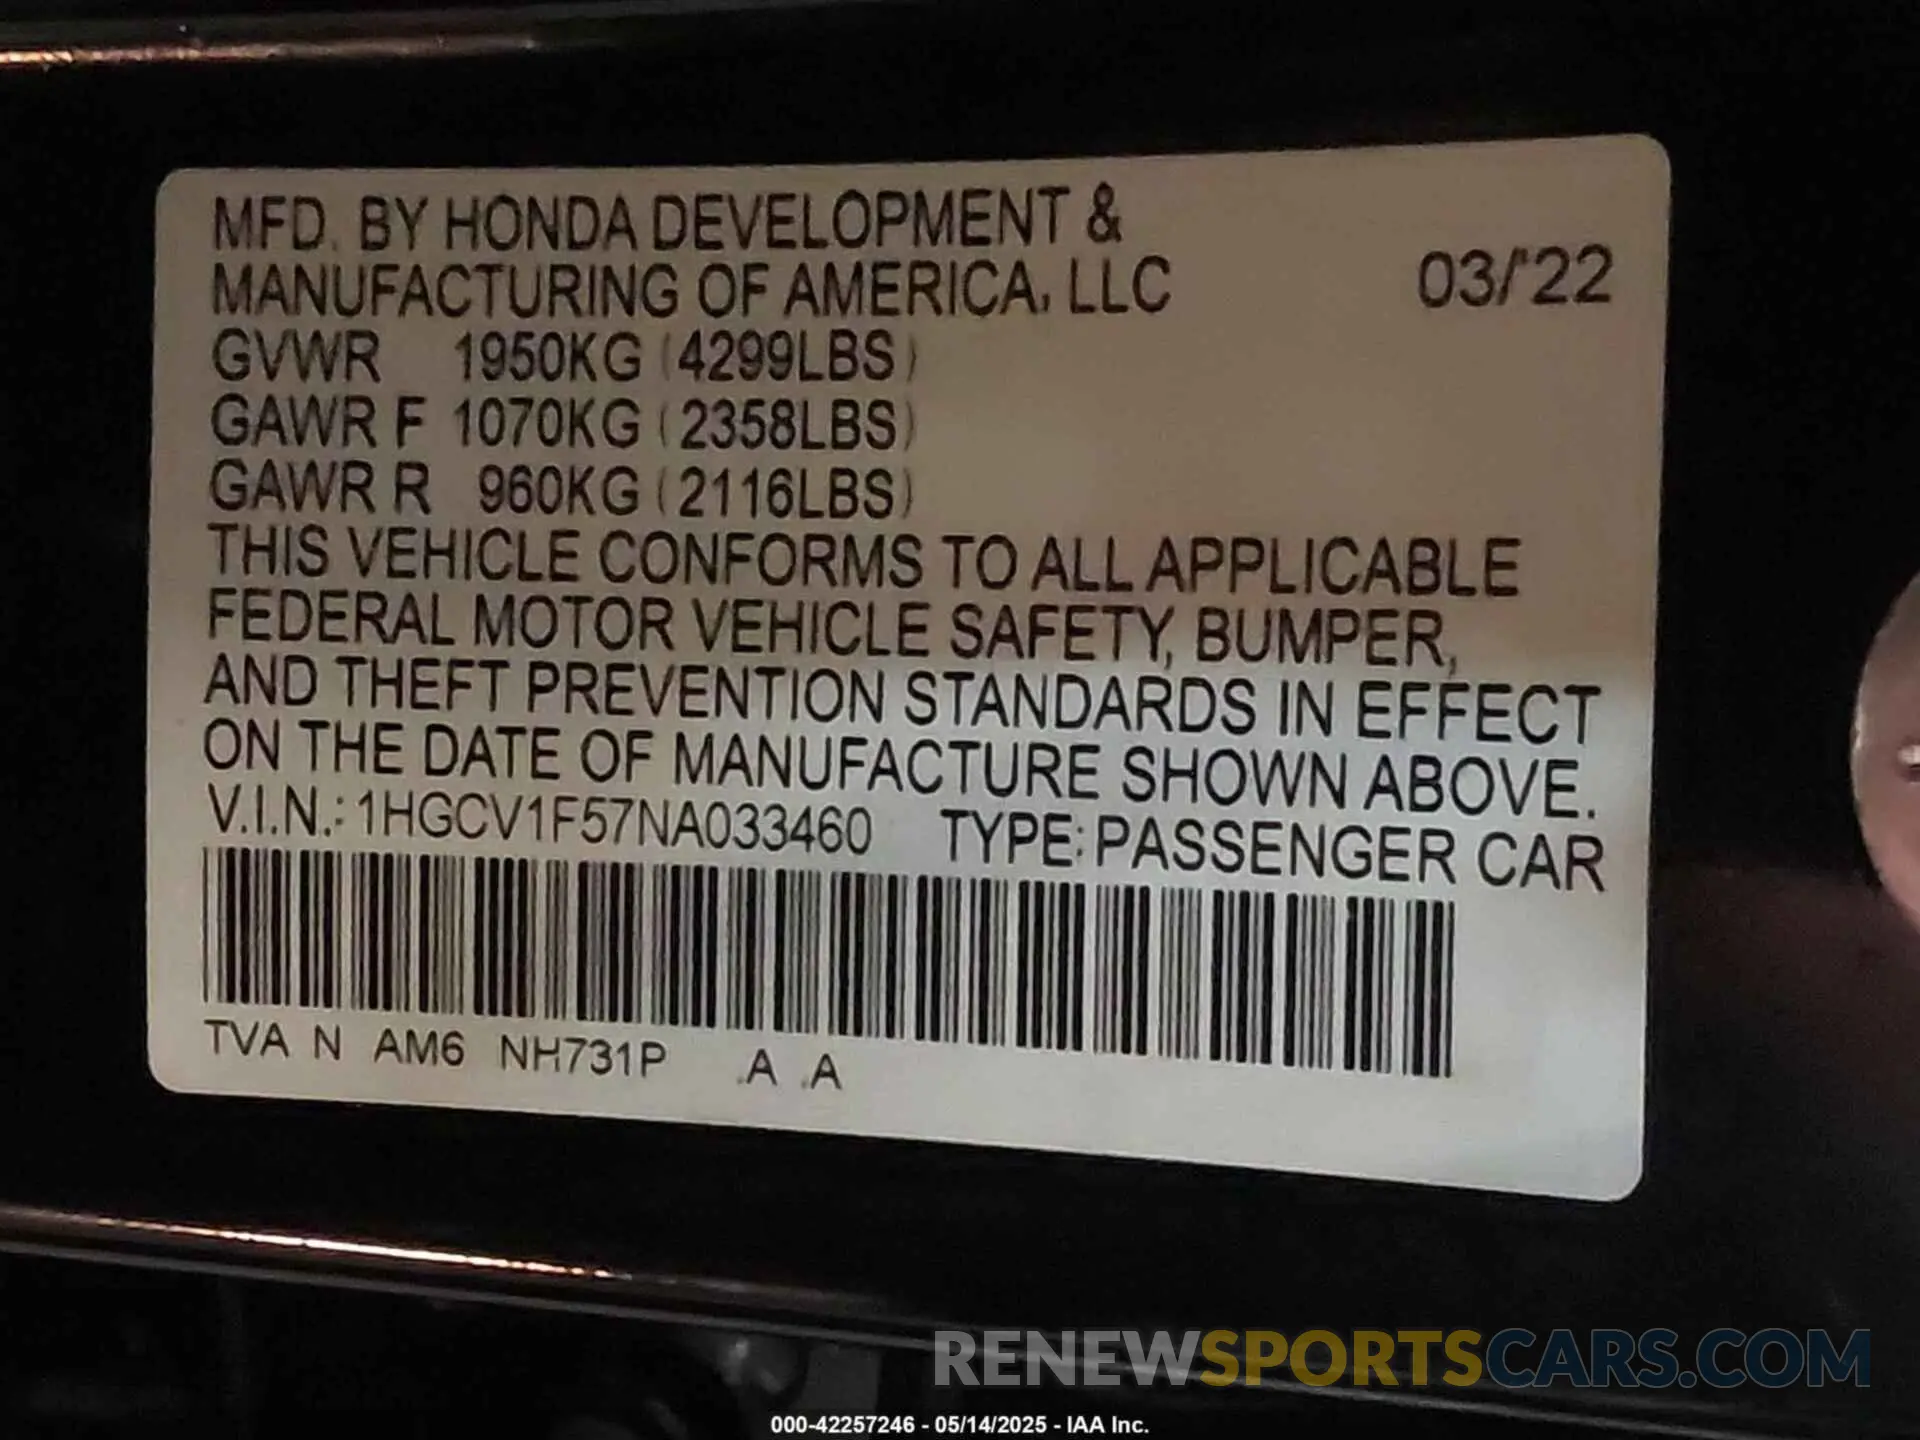 MFD. BY HONDA DEVELOPMENT &
MANUFACTURING OF AMERICA, LLC 03/'22
GVWR 1950KG (4299LBS)
GAWR F 1070KG (2358LBS)
GAWR R 960KG (2116LBS)
THIS VEHICLE CONFORMS TO ALL APPLICABLE
FEDERAL MOTOR VEHICLE SAFETY, BUMPER,
AND THEFT PREVENTION STANDARDS IN EFFECT
ON THE DATE OF MANUFACTURE SHOWN ABOVE.
V.I.N.: 1HGCV1F57NA033460 TYPE: PASSENGER CAR
TVA N AM6 NH731P .A .A
RENEWSPORTSCARS.COM
000-42257246 - 05/14/2025 - IAA Inc.